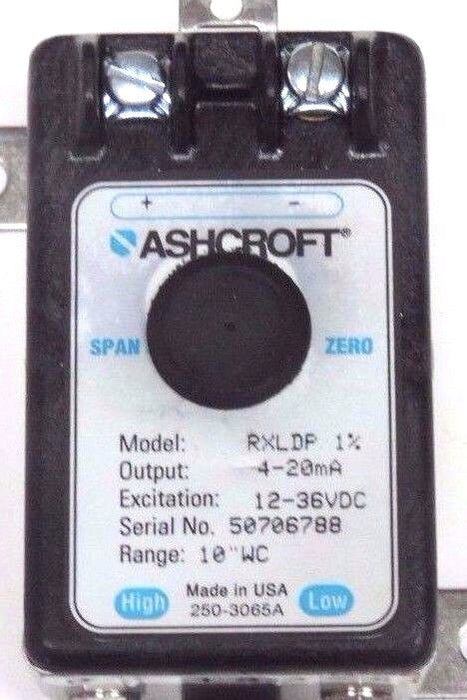 + -
ASHCROFT®
SPAN ZERO
Model: RXLDP 1%
Output: 4-20mA
Excitation: 12-36VDC
Serial No. 50706788
Range: 10"WC
High Made in USA Low
250-3065A